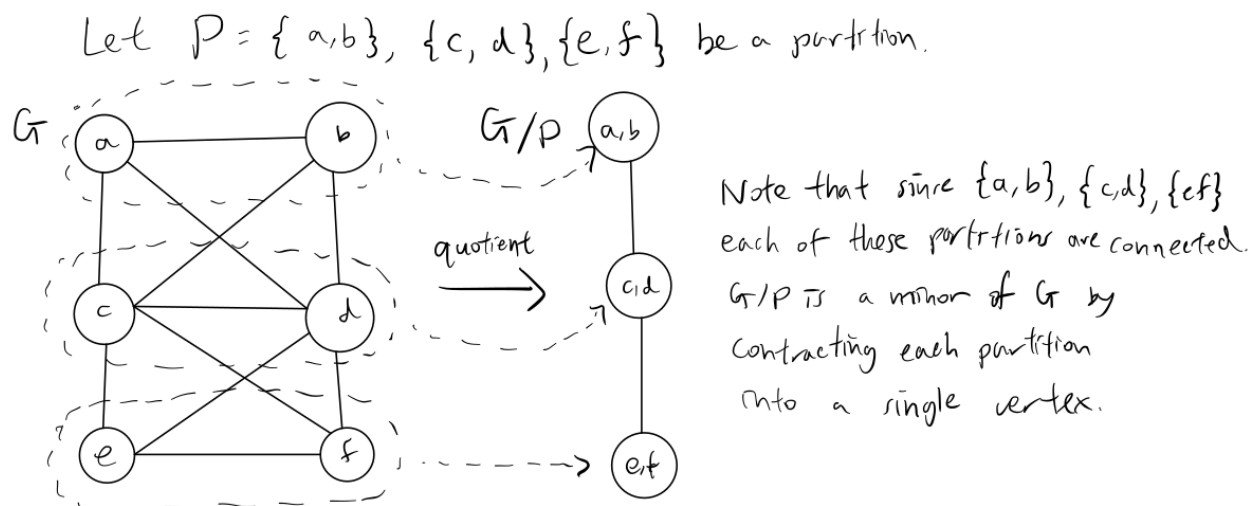 Let P = { a,b}, {c, d}, {e, f} be a partition.
G
a
b
G/P
a,b
c
d
quotient
c,d
e
f
e,f
Note that since {a,b}, {c,d}, {ef}
each of these partitions are connected.
G/P is a minor of G by
contracting each partition
into a single vertex.